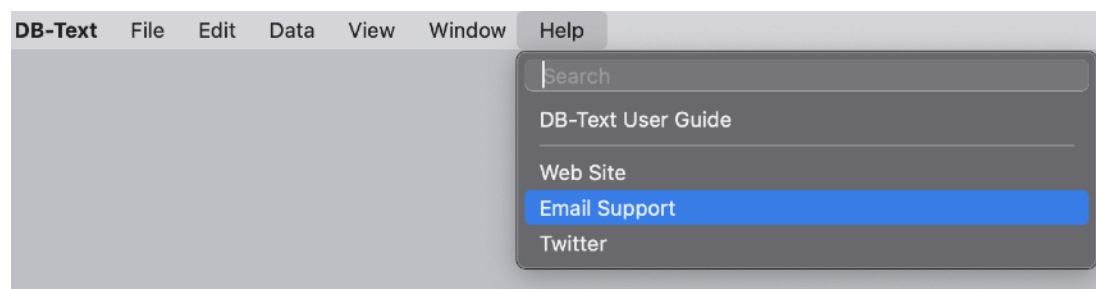 DB-Text File Edit Data View Window Help
Search
DB-Text User Guide
Web Site
Email Support
Twitter